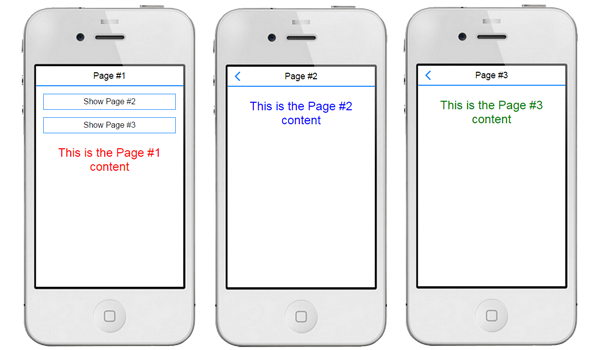 Page #1
Show Page #2
Show Page #3
This is the Page #1
content
Page #2
This is the Page #2
content
Page #3
This is the Page #3
content